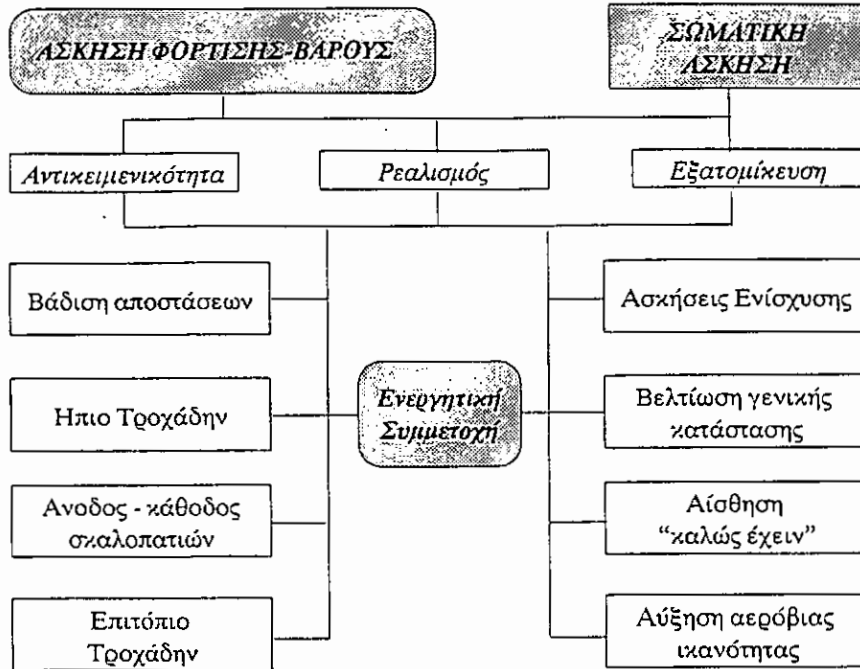 ΑΣΚΗΣΗ ΦΟΡΤΙΣΗΣ-ΒΑΡΟΥΣ
ΣΩΜΑΤΙΚΗ
ΑΣΚΗΣΗ
Αντικειμενικότητα
Ρεαλισμός
Εξατομίκευση
Βάδιση αποστάσεων
Ασκήσεις Ενίσχυσης
Ηπιο Τροχάδην
Ενεργητική
Συμμετοχή
Βελτίωση γενικής
κατάστασης
Ανοδος - κάθοδος
σκαλοπατιών
Αίσθηση
“καλώς έχειν”
Επιτόπιο
Τροχάδην
Αύξηση αερόβιας
ικανότητας